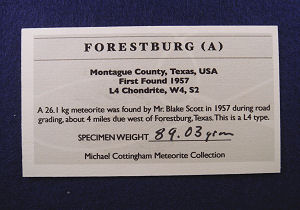 FORESTBURG (A)
Montague County, Texas, USA
First Found 1957
L4 Chondrite, W4, S2
A 26.1 kg meteorite was found by Mr. Blake Scott in 1957 during road
grading, about 4 miles due west of Forestburg, Texas. This is a L4 type.
SPECIMEN WEIGHT 89.03 gram
Michael Cottingham Meteorite Collection